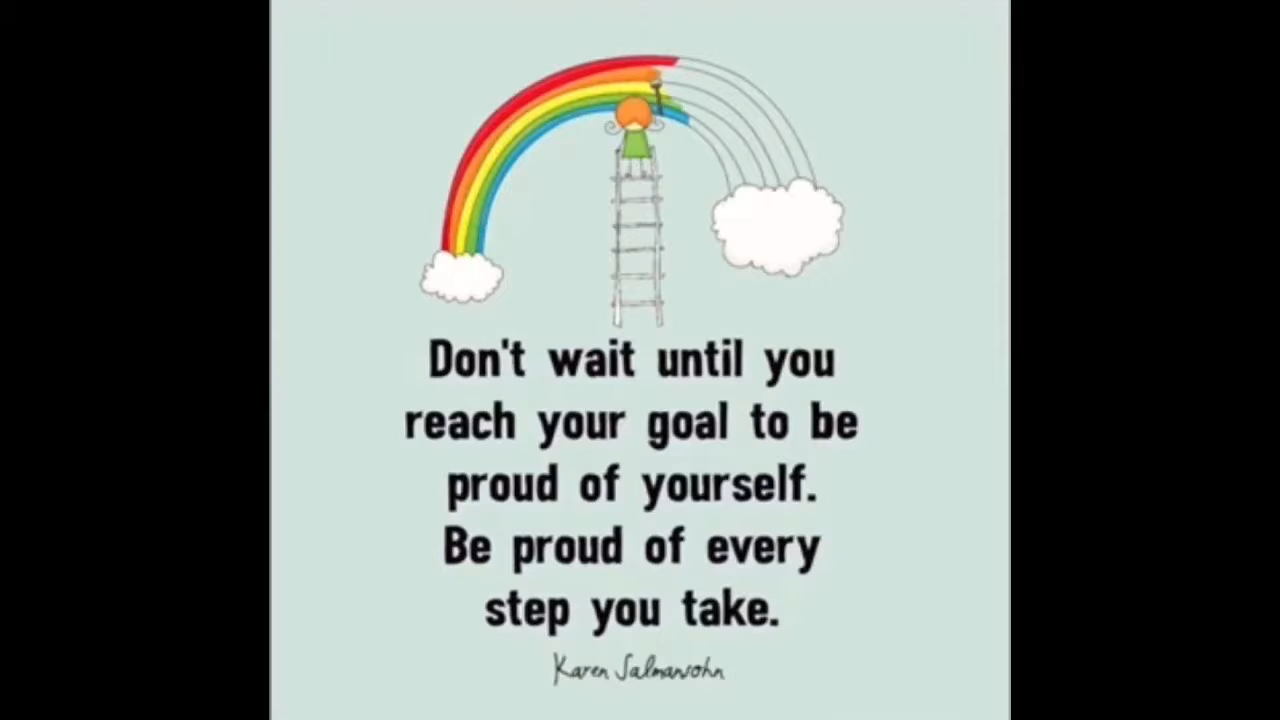 Don't wait until you
reach your goal to be
proud of yourself.
Be proud of every
step you take.
Karen Salmansohn